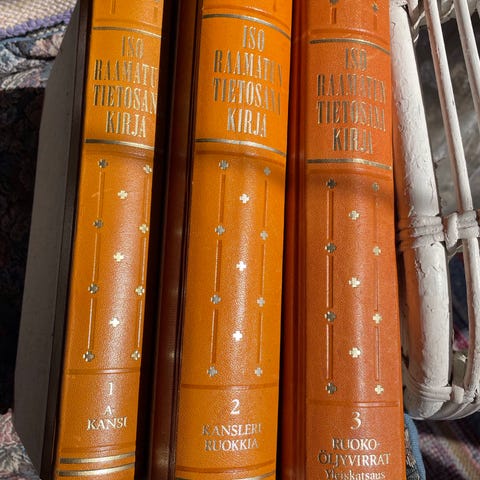 ISO
RAAMATUN
TIETOSANA
KIRJA
1
A
KANSI
ISO
RAAMATUN
TIETOSANA
KIRJA
2
KANSLERI
RUOKKIA
ISO
RAAMATUN
TIETOSANA
KIRJA
3
RUOKO-
ÖLJYVIRRAT
Yleiskatsaus